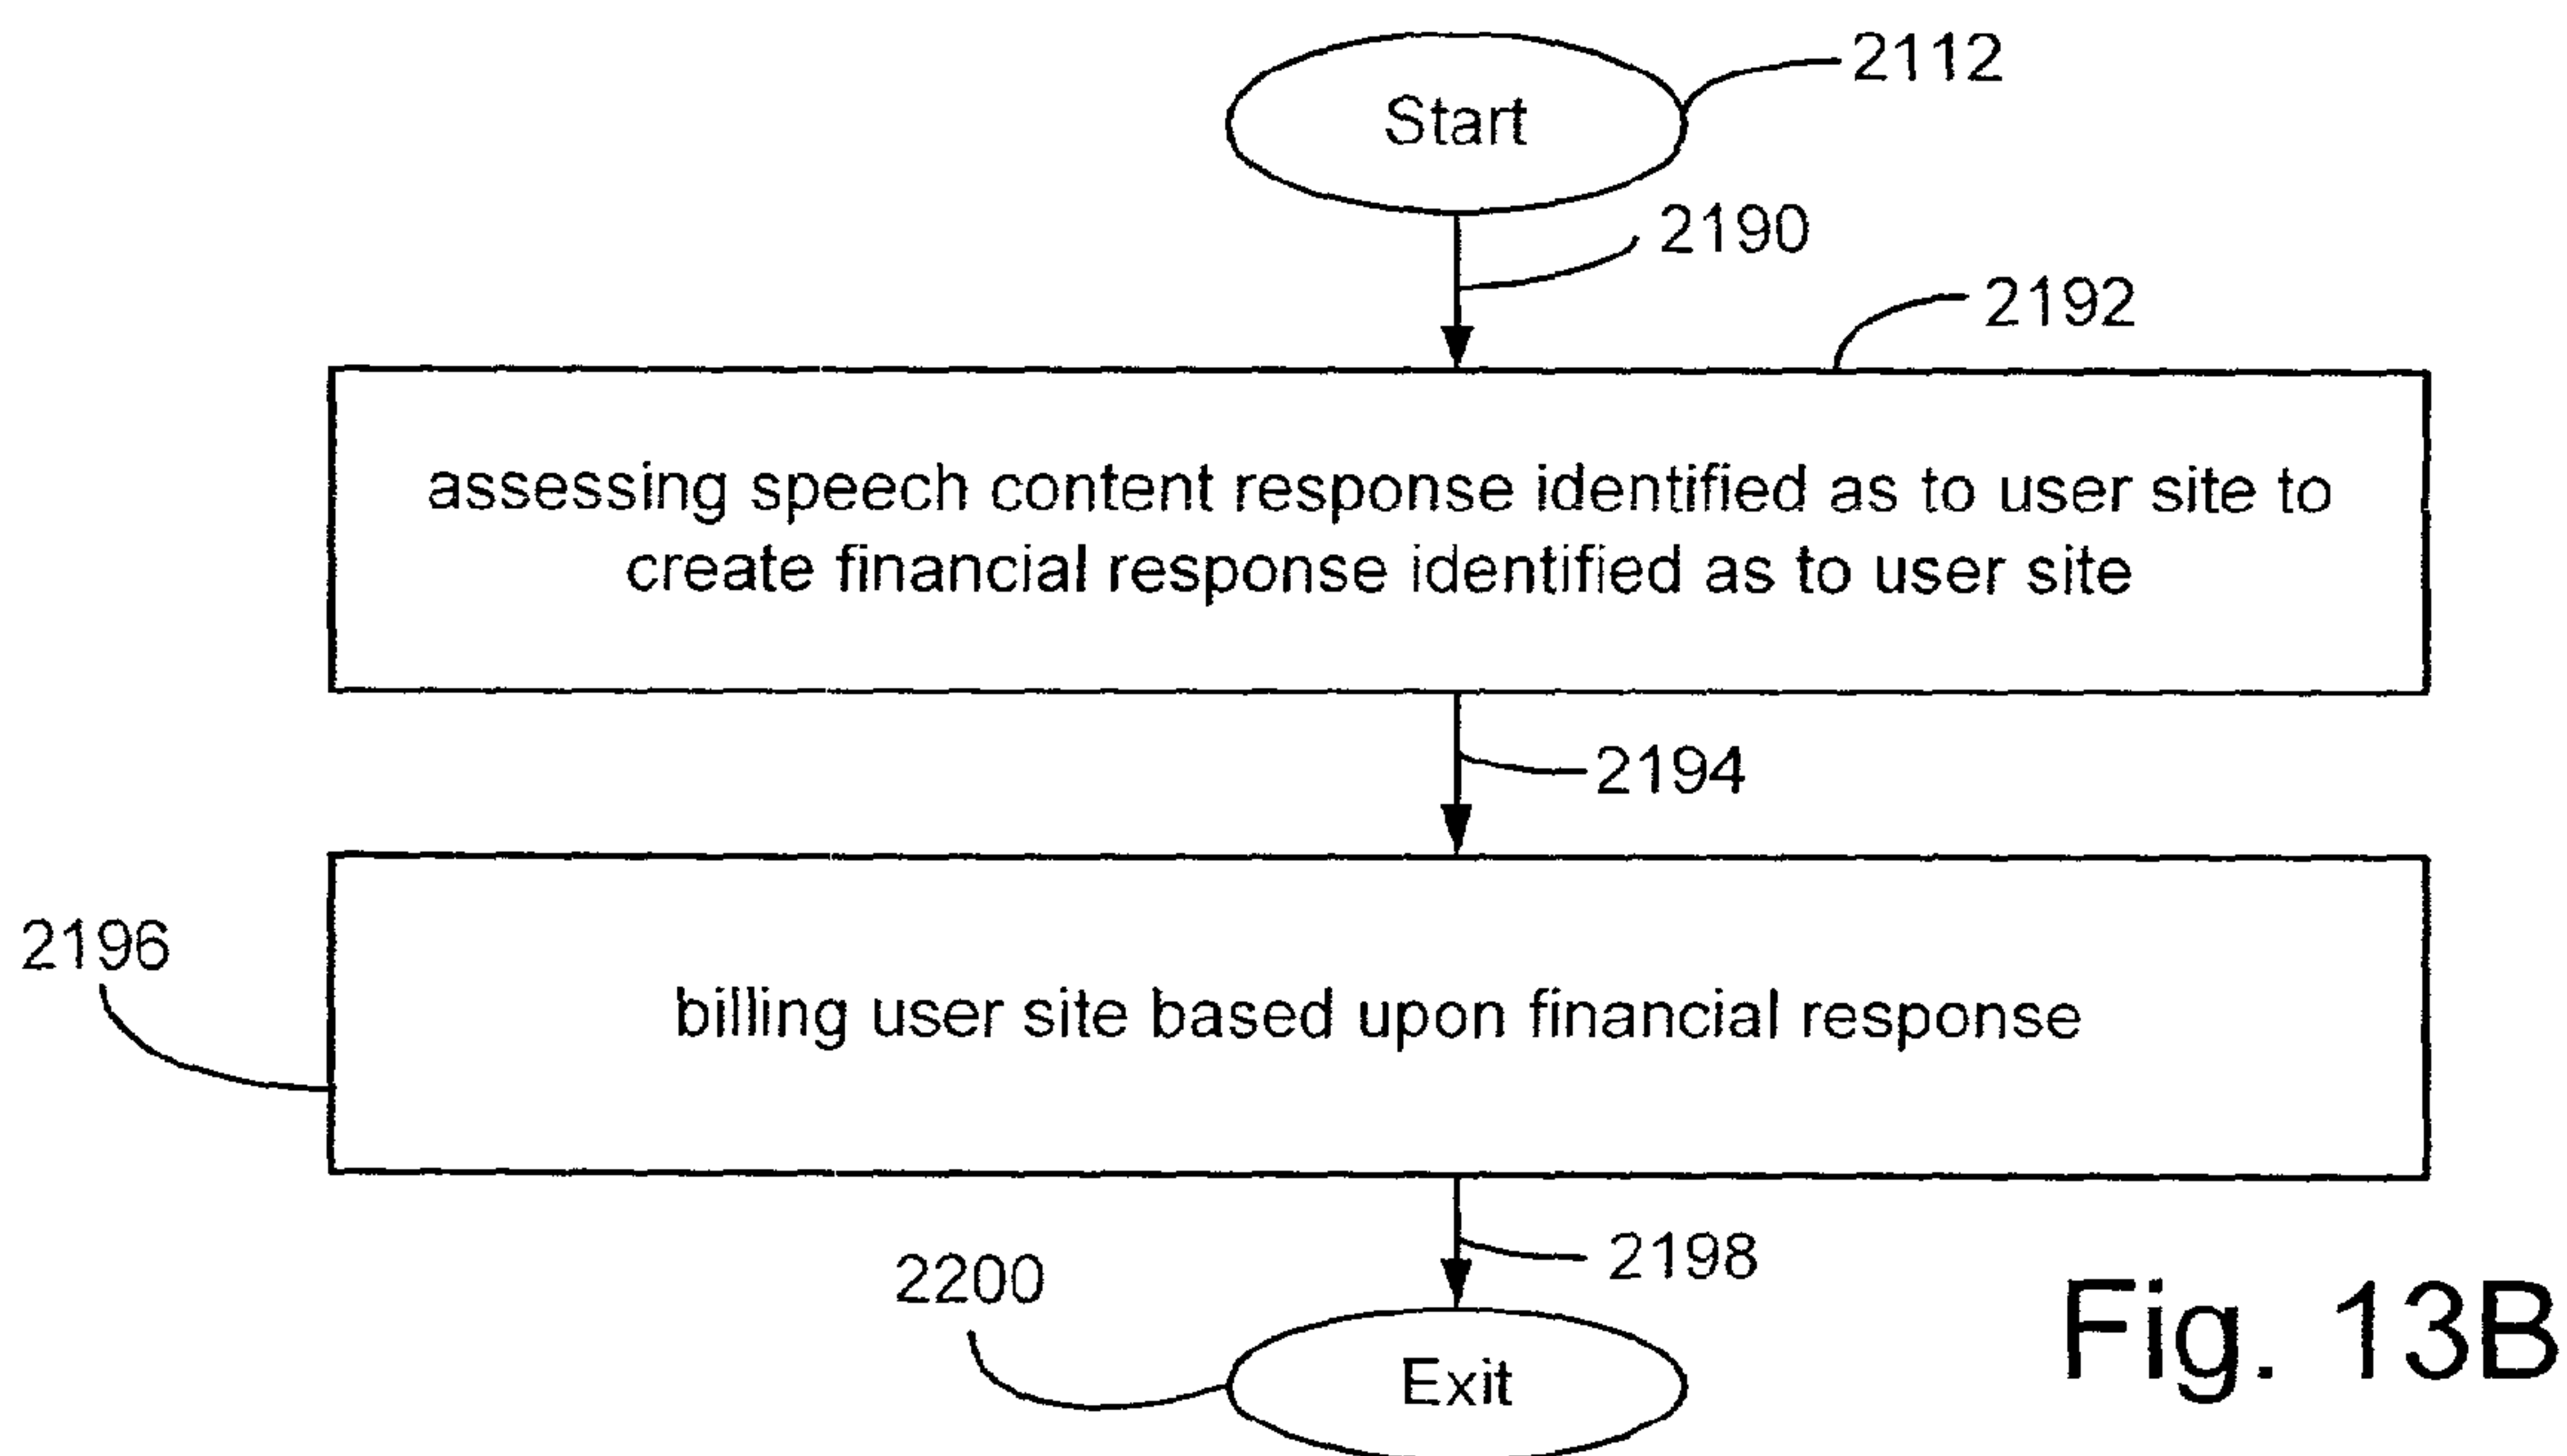 Start
2112
2190
2192
assessing speech content response identified as to user site to
create financial response identified as to user site
2194
2196
billing user site based upon financial response
2198
2200
Exit
Fig. 13B